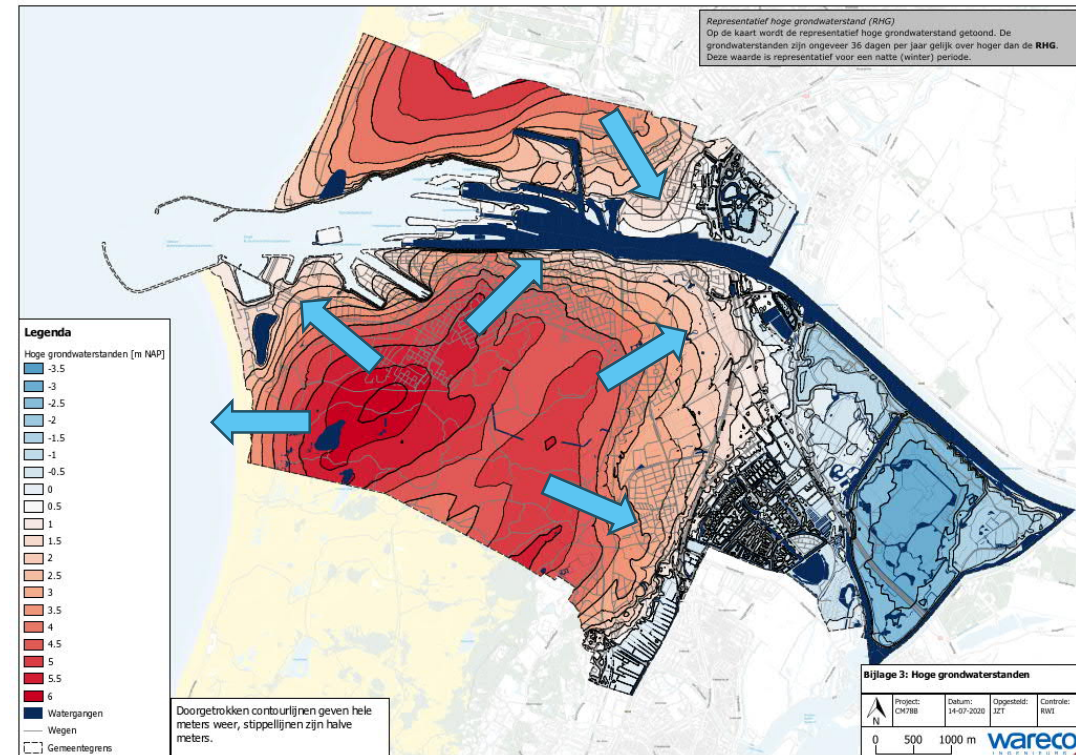 Representatief hoge grondwaterstand (RHG)
Op de kaart wordt de representatief hoge grondwaterstand getoond. De
grondwaterstanden zijn ongeveer 36 dagen per jaar gelijk over hoger dan de RHG.
Deze waarde is representatief voor een natte (winter) periode.
Legenda
Hoge grondwaterstanden [m NAP]
-3.5
-3
-2.5
-2
-1.5
-1
-0.5
0
0.5
1
1.5
2
2.5
3
3.5
4
4.5
5
5.5
6
Watergangen
Wegen
Gemeentegrens
Doorgetrokken contourlijnen geven hele
meters weer, stippellijnen zijn halve
meters.
Bijlage 3: Hoge grondwaterstanden
N
Project: CM788
Datum: 14-07-2020
Opgesteld: JZT
Controle: RWI
0 500 1000 m
wareco
INGENIEURS